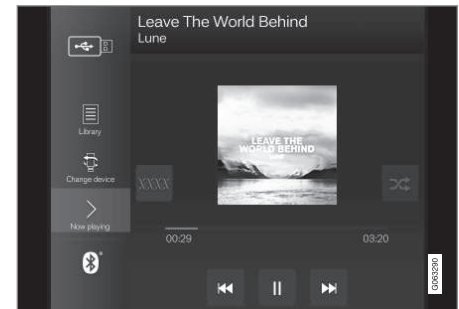 Leave The World Behind
Lune
Library
Change device
Now playing
LEAVE THE
WORLD BEHIND
LUNE
XXXX
00:29
03:20
G063290